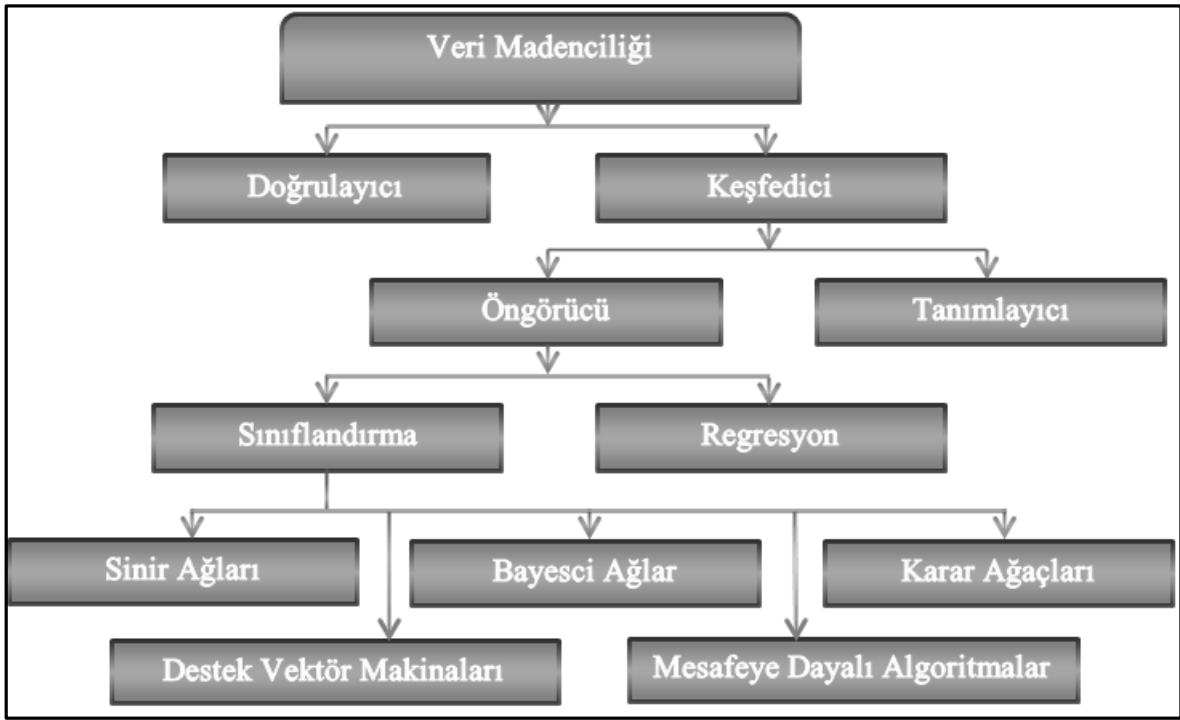 Veri Madenciliği
Doğrulayıcı
Keşfedici
Öngörücü
Tanımlayıcı
Sınıflandırma
Regresyon
Sinir Ağları
Bayesci Ağlar
Karar Ağaçları
Destek Vektör Makinaları
Mesafeye Dayalı Algoritmalar